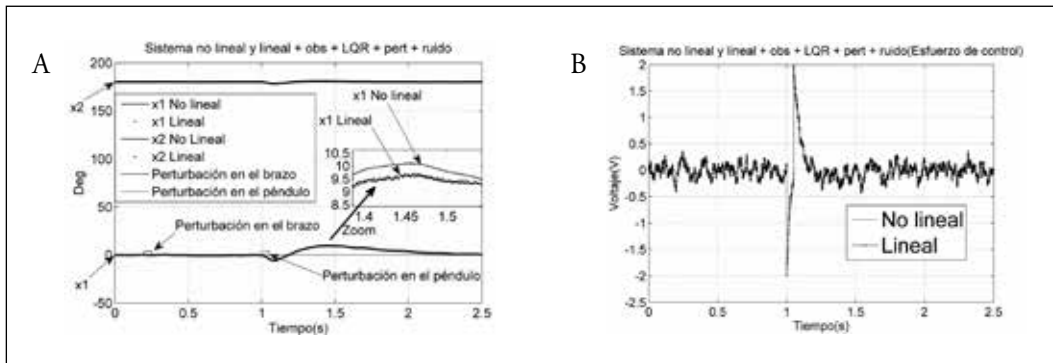 A
Sistema no lineal y lineal + obs + LQR + pert + ruido
200
150
100
50
0
-50
Deg
x2
x1 No lineal
x1 Lineal
x2 No Lineal
x2 Lineal
Perturbación en el brazo
Perturbación en el péndulo
x1 No lineal
x1 Lineal
10.5
10
9.5
9
8.5
1.4
1.45
1.5
Zoom
Perturbación en el brazo
Perturbación en el péndulo
x1
0
0.5
1
1.5
2
2.5
Tiempo(s)
B
Sistema no lineal y lineal + obs + LQR + pert + ruido(Esfuerzo de control)
2
1.5
1
0.5
0
-0.5
-1
-1.5
-2
-2.5
Voltaje(V)
No lineal
Lineal
0
0.5
1
1.5
2
2.5
Tiempo(s)